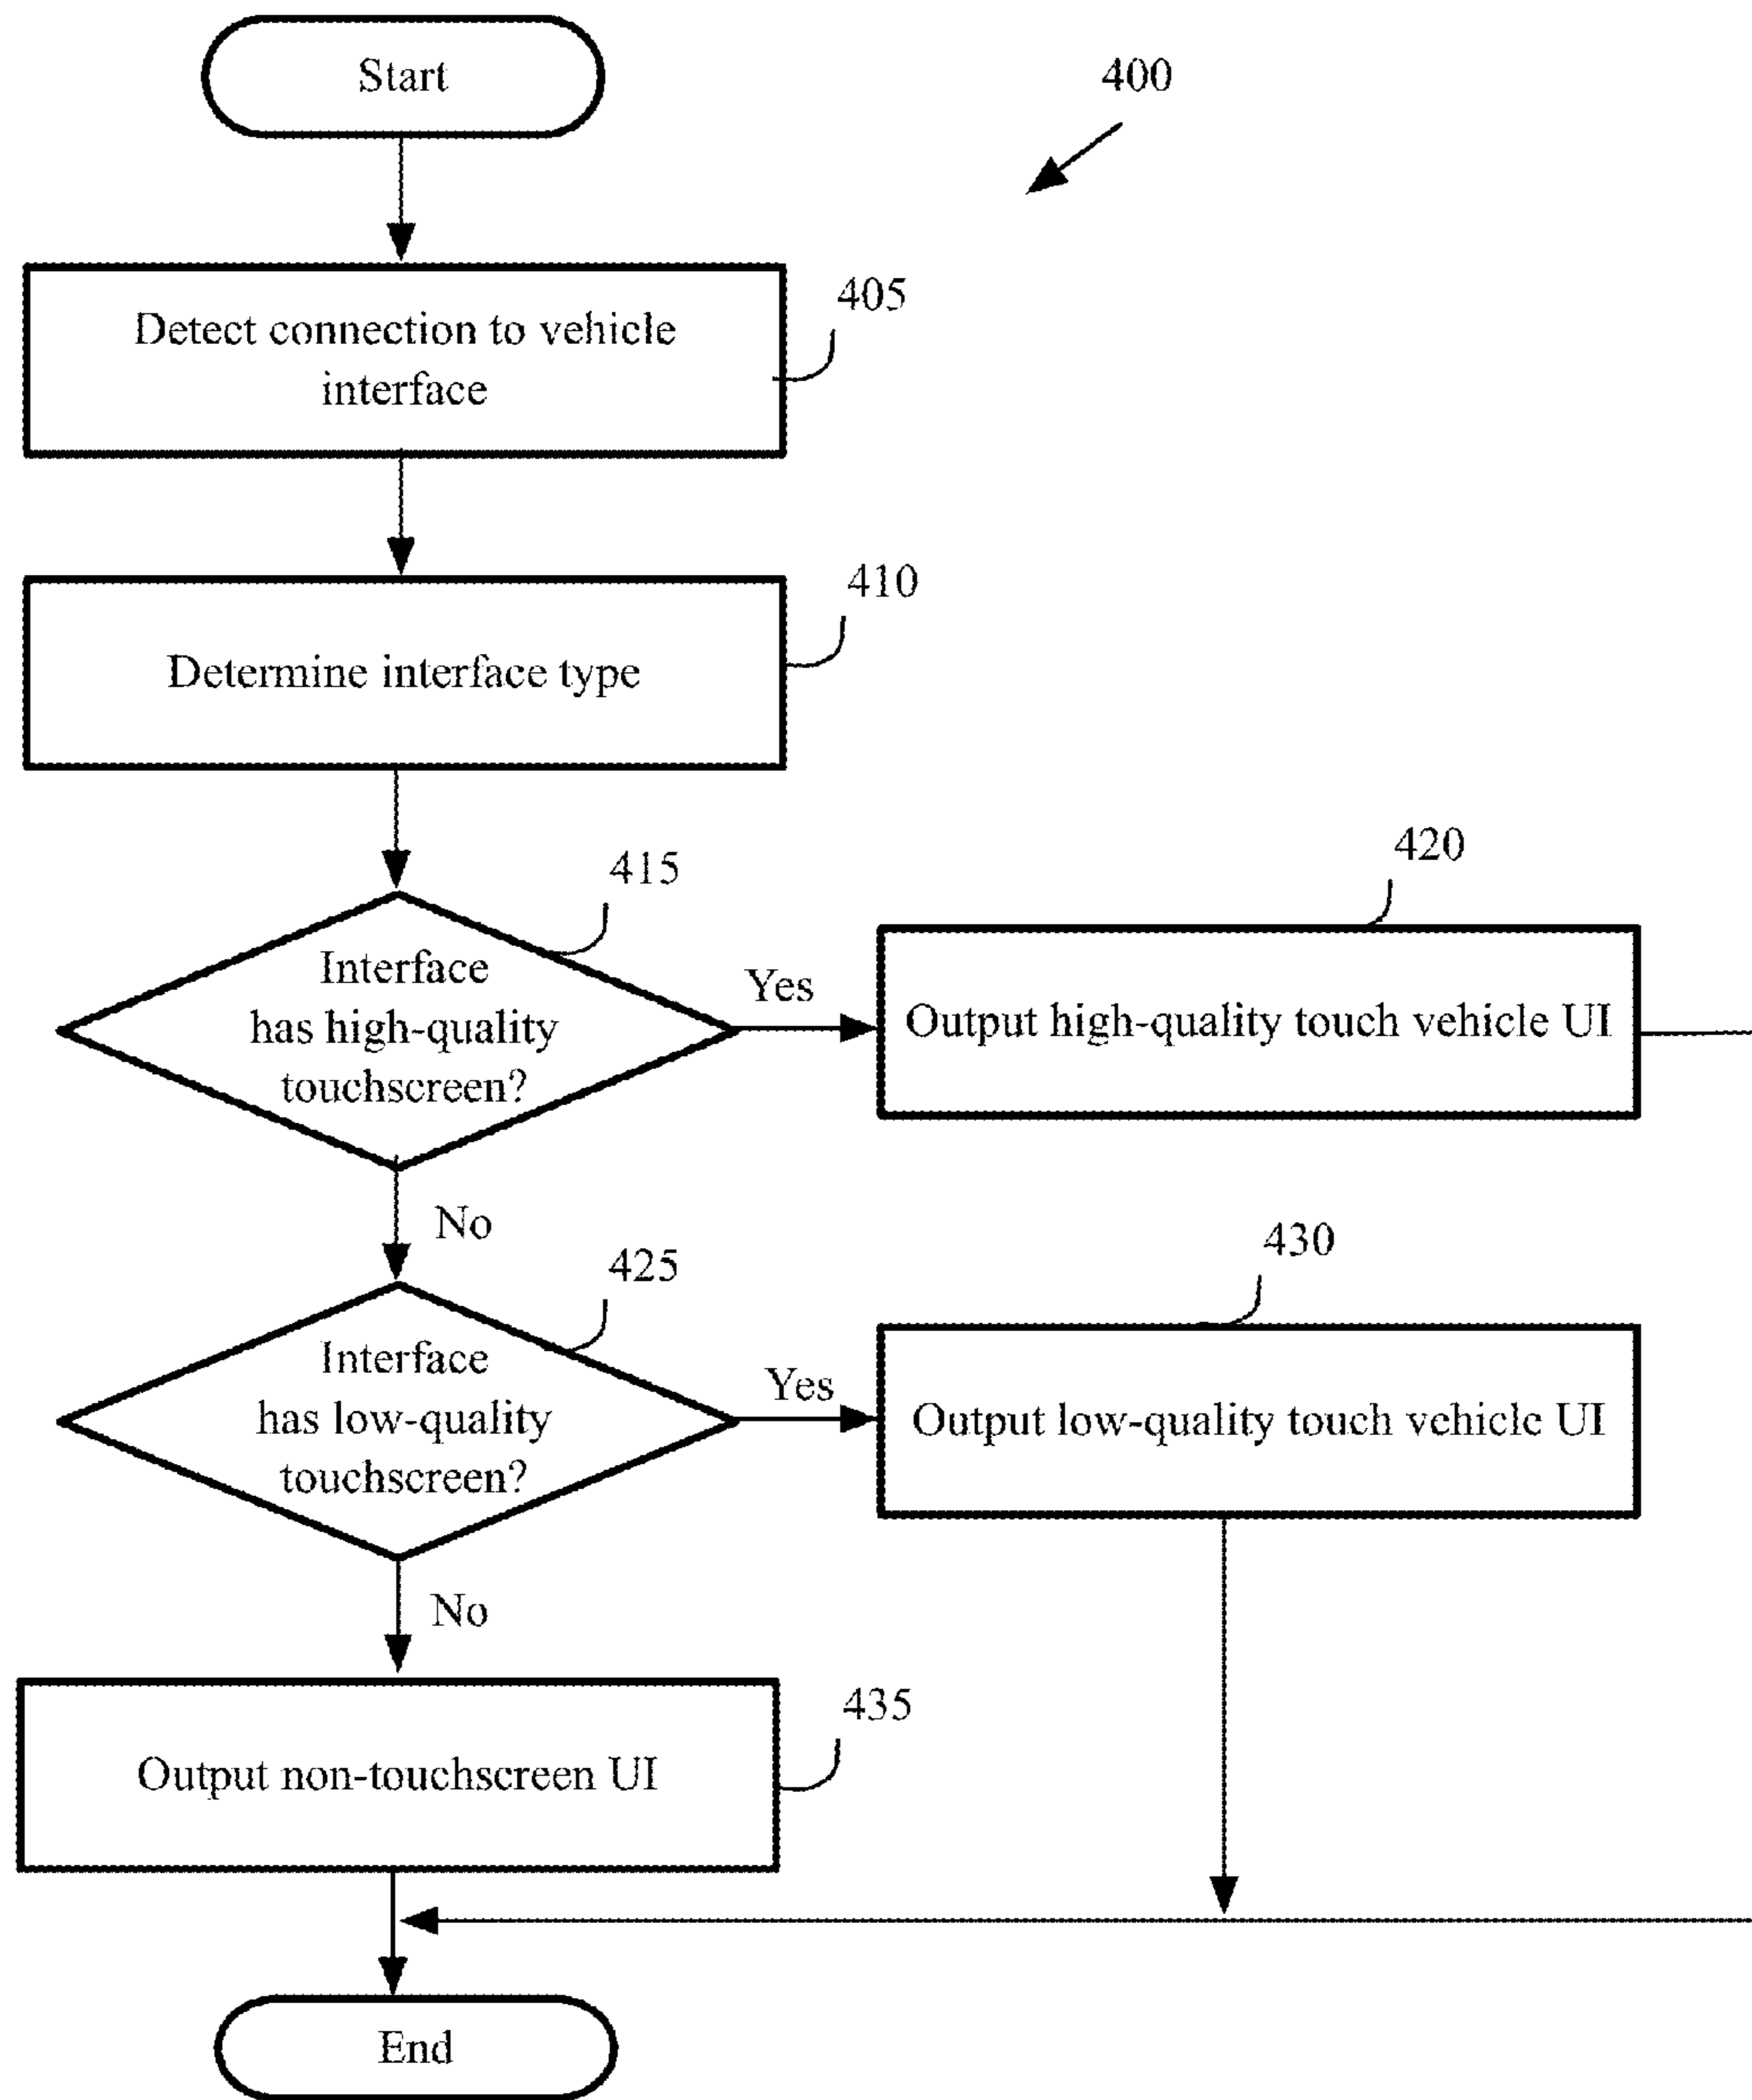 Start
400
405
Detect connection to vehicle
interface
410
Determine interface type
415
420
Interface
has high-quality
touchscreen?
Yes
Output high-quality touch vehicle UI
No
425
430
Interface
has low-quality
touchscreen?
Yes
Output low-quality touch vehicle UI
No
435
Output non-touchscreen UI
End